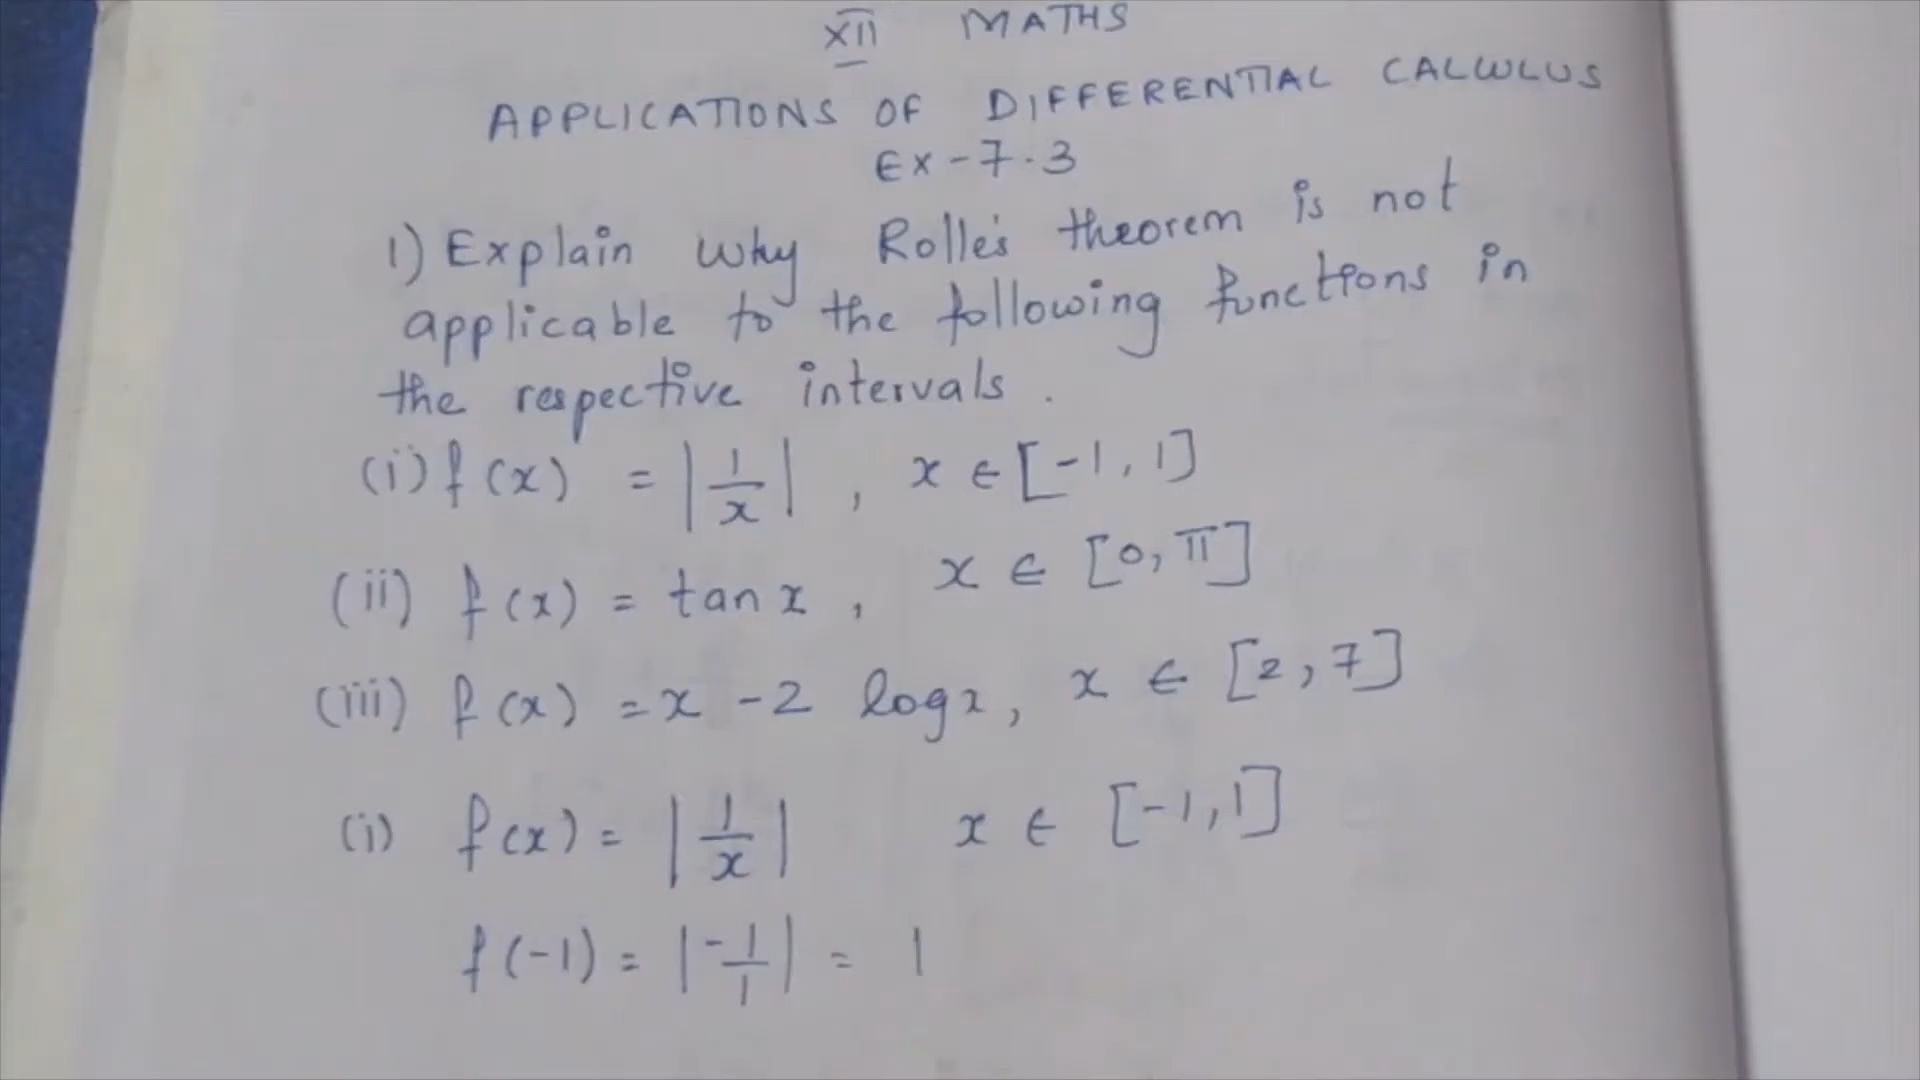 XII MATHS
APPLICATIONS OF DIFFERENTIAL CALCULUS
EX-7.3
1) Explain why Rolle's theorem is not
applicable to the following functions in
the respective intervals.
(i) f(x) = |1/x|, x ∈ [-1, 1]
(ii) f(x) = tan x, x ∈ [0, π]
(iii) f(x) = x - 2 log x, x ∈ [2, 7]
(i) f(x) = |1/x| x ∈ [-1, 1]
f(-1) = |-1/1| = 1